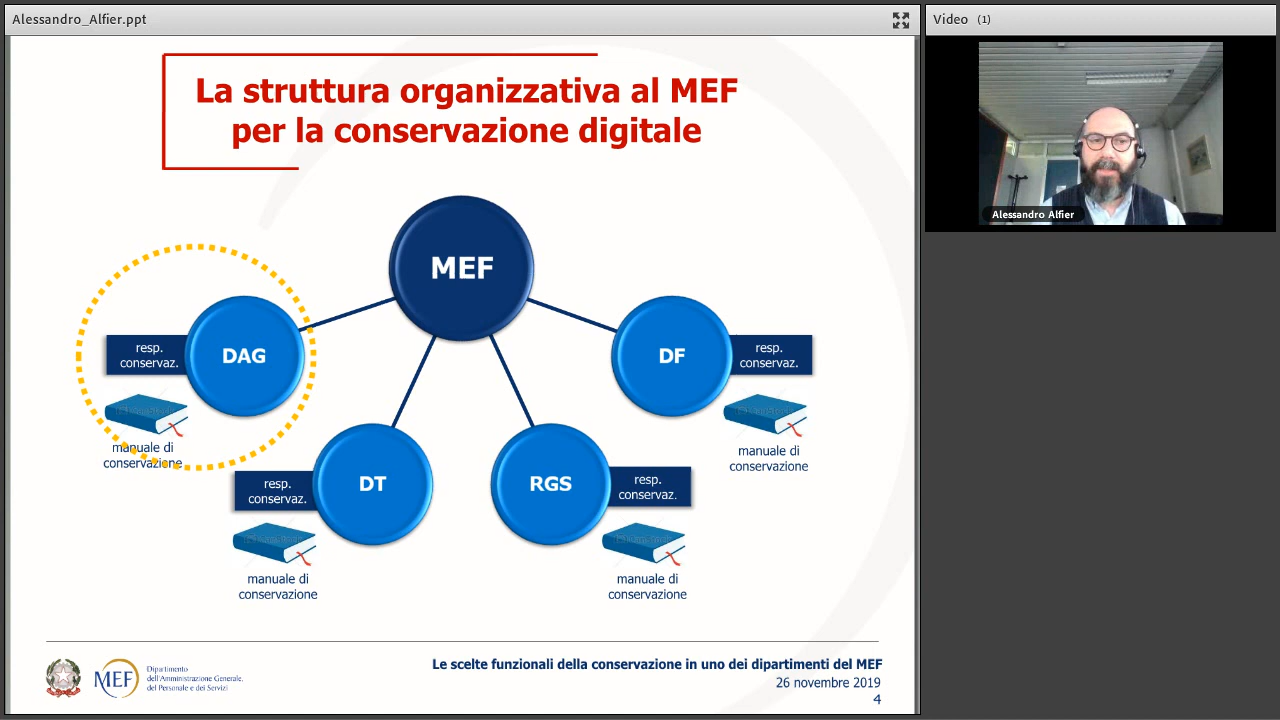 Alessandro_Alfier.ppt
Video (1)
La struttura organizzativa al MEF
per la conservazione digitale
Alessandro Alfier
MEF
resp.
conservaz.
DAG
DF
resp.
conservaz.
manuale di
conservazione
manuale di
conservazione
resp.
conservaz.
DT
RGS
resp.
conservaz.
manuale di
conservazione
manuale di
conservazione
MEF
Dipartimento
dell'Amministrazione Generale,
del Personale e dei Servizi
Le scelte funzionali della conservazione in uno dei dipartimenti del MEF
26 novembre 2019
4